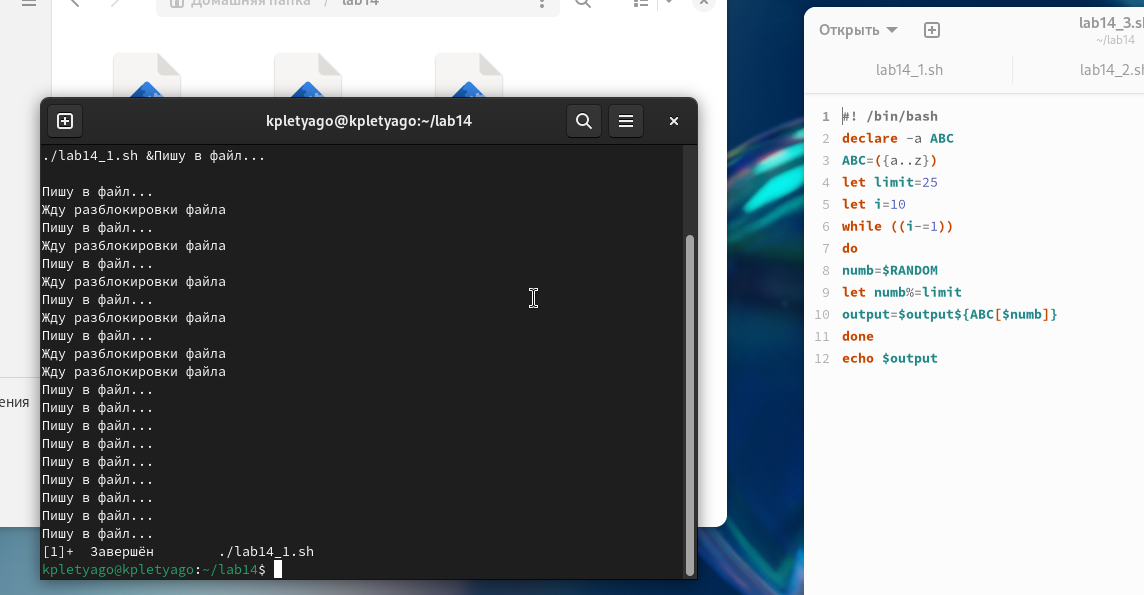 Домашняя папка / lab14
kpletyago@kpletyago:~/lab14
./lab14_1.sh &Пишу в файл...
Пишу в файл...
Жду разблокировки файла
Пишу в файл...
Жду разблокировки файла
Пишу в файл...
Жду разблокировки файла
Пишу в файл...
Жду разблокировки файла
Пишу в файл...
Жду разблокировки файла
Жду разблокировки файла
Пишу в файл...
Пишу в файл...
Пишу в файл...
Пишу в файл...
Пишу в файл...
Пишу в файл...
Пишу в файл...
Пишу в файл...
Пишу в файл...
[1]+  Завершён        ./lab14_1.sh
kpletyago@kpletyago:~/lab14$
ения
Открыть
lab14_3.sh
~/lab14
lab14_1.sh
lab14_2.sh
1 #! /bin/bash
2 declare -a ABC
3 ABC=({a..z})
4 let limit=25
5 let i=10
6 while ((i-=1))
7 do
8 numb=$RANDOM
9 let numb%=limit
10 output=$output${ABC[$numb]}
11 done
12 echo $output